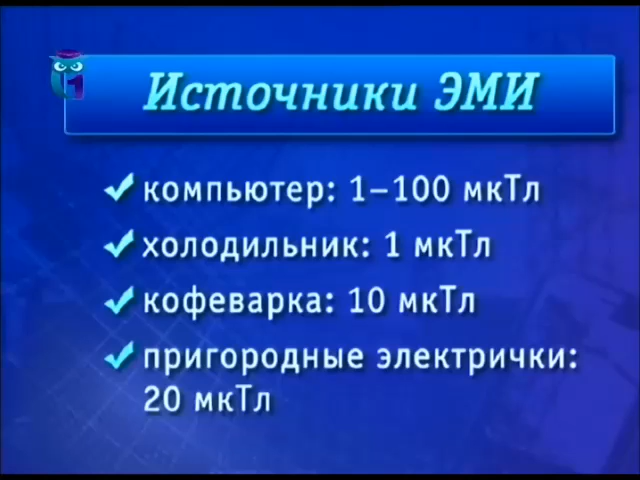 Источники ЭМИ
компьютер: 1–100 мкТл
холодильник: 1 мкТл
кофеварка: 10 мкТл
пригородные электрички:
20 мкТл